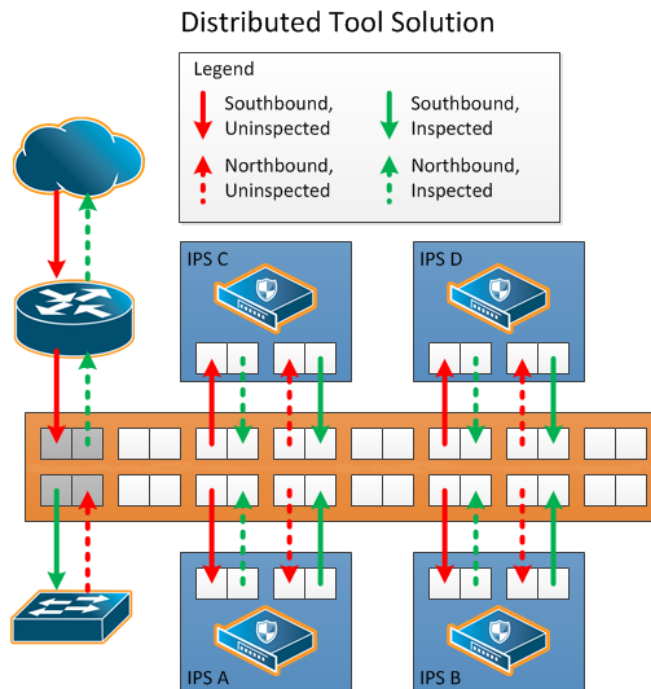 Distributed Tool Solution
Legend
Southbound,
Uninspected
Southbound,
Inspected
Northbound,
Uninspected
Northbound,
Inspected
IPS C
IPS D
IPS A
IPS B